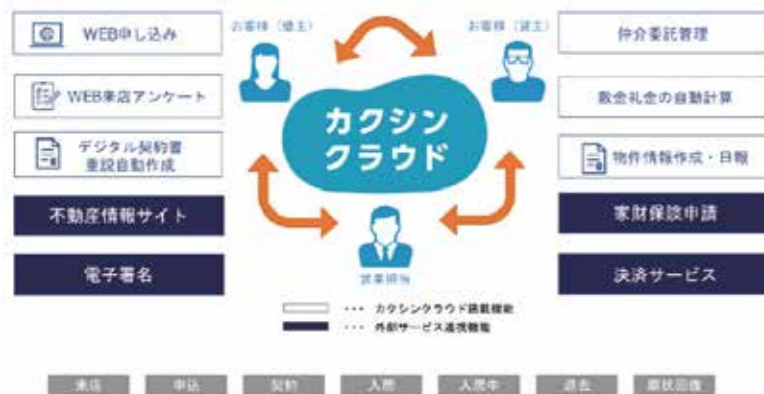 WEB申し込み
WEB来店アンケート
デジタル契約書
重説自動作成
不動産情報サイト
電子署名
お客様（借主）
お客様（貸主）
カクシン
クラウド
営業担当
仲介委託管理
敷金礼金の自動計算
物件情報作成・日報
家財保険申請
決済サービス
･･･ カクシンクラウド搭載機能
･･･ 外部サービス連携機能
来店
申込
契約
入居
入居中
退去
原状回復